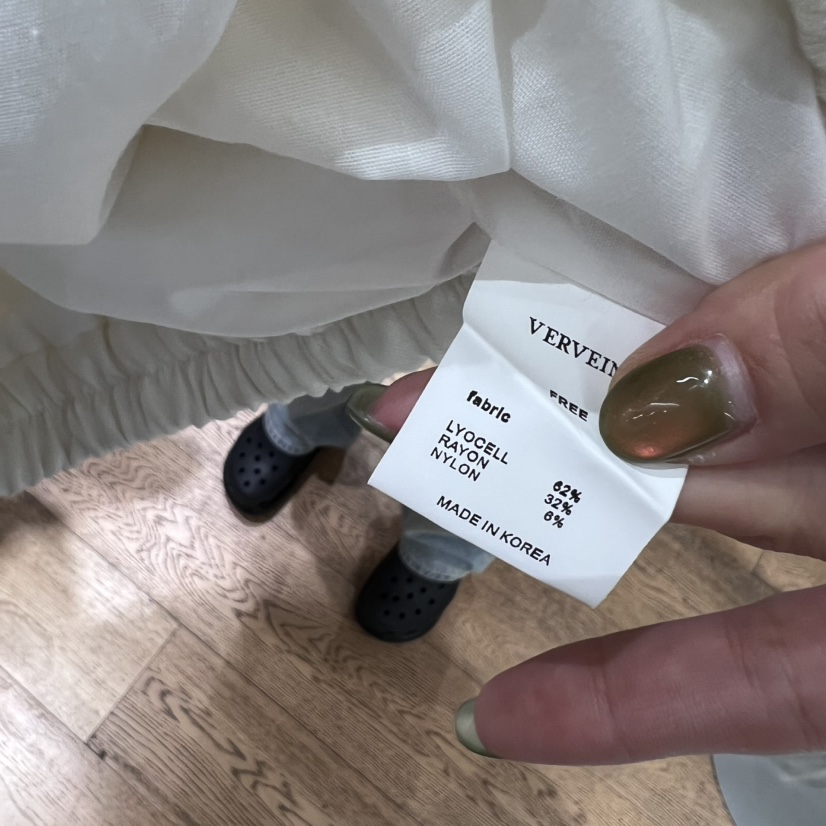 VERVEIN
FREE
fabric
LYOCELL 62%
RAYON 32%
NYLON 6%
MADE IN KOREA